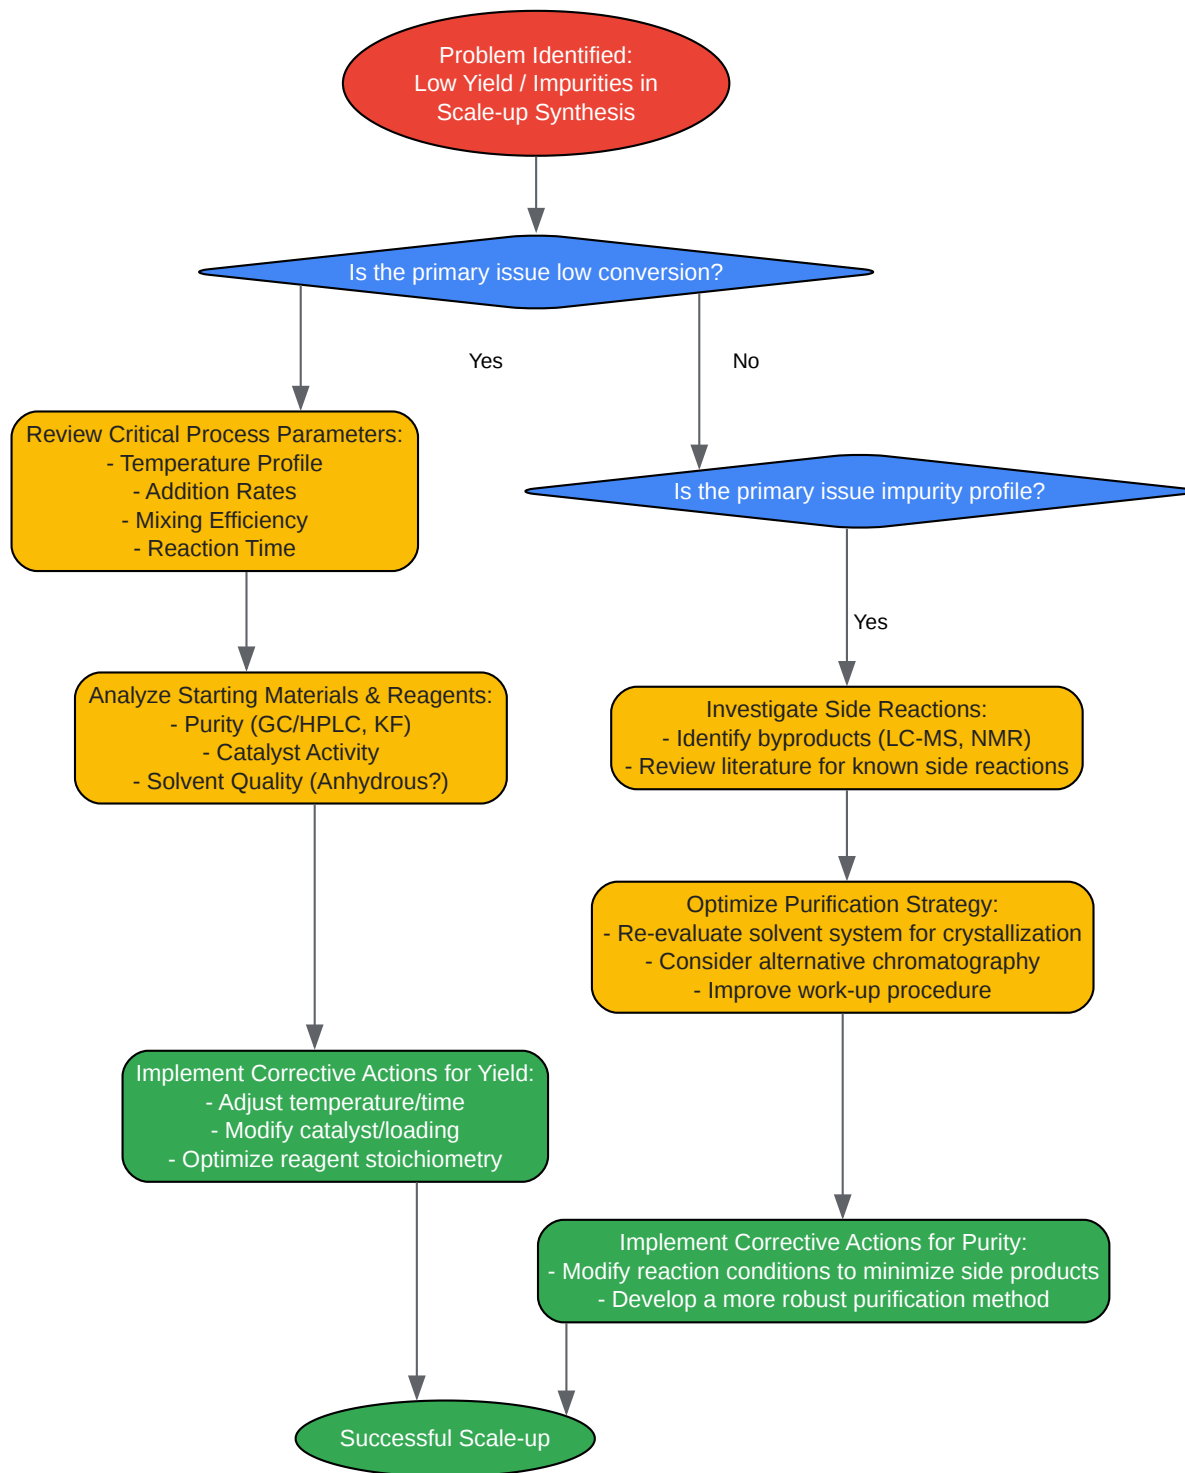 Problem Identified:
Low Yield / Impurities in
Scale-up Synthesis
Is the primary issue low conversion?
Yes
No
Review Critical Process Parameters:
- Temperature Profile
- Addition Rates
- Mixing Efficiency
- Reaction Time
Is the primary issue impurity profile?
Yes
Analyze Starting Materials & Reagents:
- Purity (GC/HPLC, KF)
- Catalyst Activity
- Solvent Quality (Anhydrous?)
Investigate Side Reactions:
- Identify byproducts (LC-MS, NMR)
- Review literature for known side reactions
Optimize Purification Strategy:
- Re-evaluate solvent system for crystallization
- Consider alternative chromatography
- Improve work-up procedure
Implement Corrective Actions for Yield:
- Adjust temperature/time
- Modify catalyst/loading
- Optimize reagent stoichiometry
Implement Corrective Actions for Purity:
- Modify reaction conditions to minimize side products
- Develop a more robust purification method
Successful Scale-up